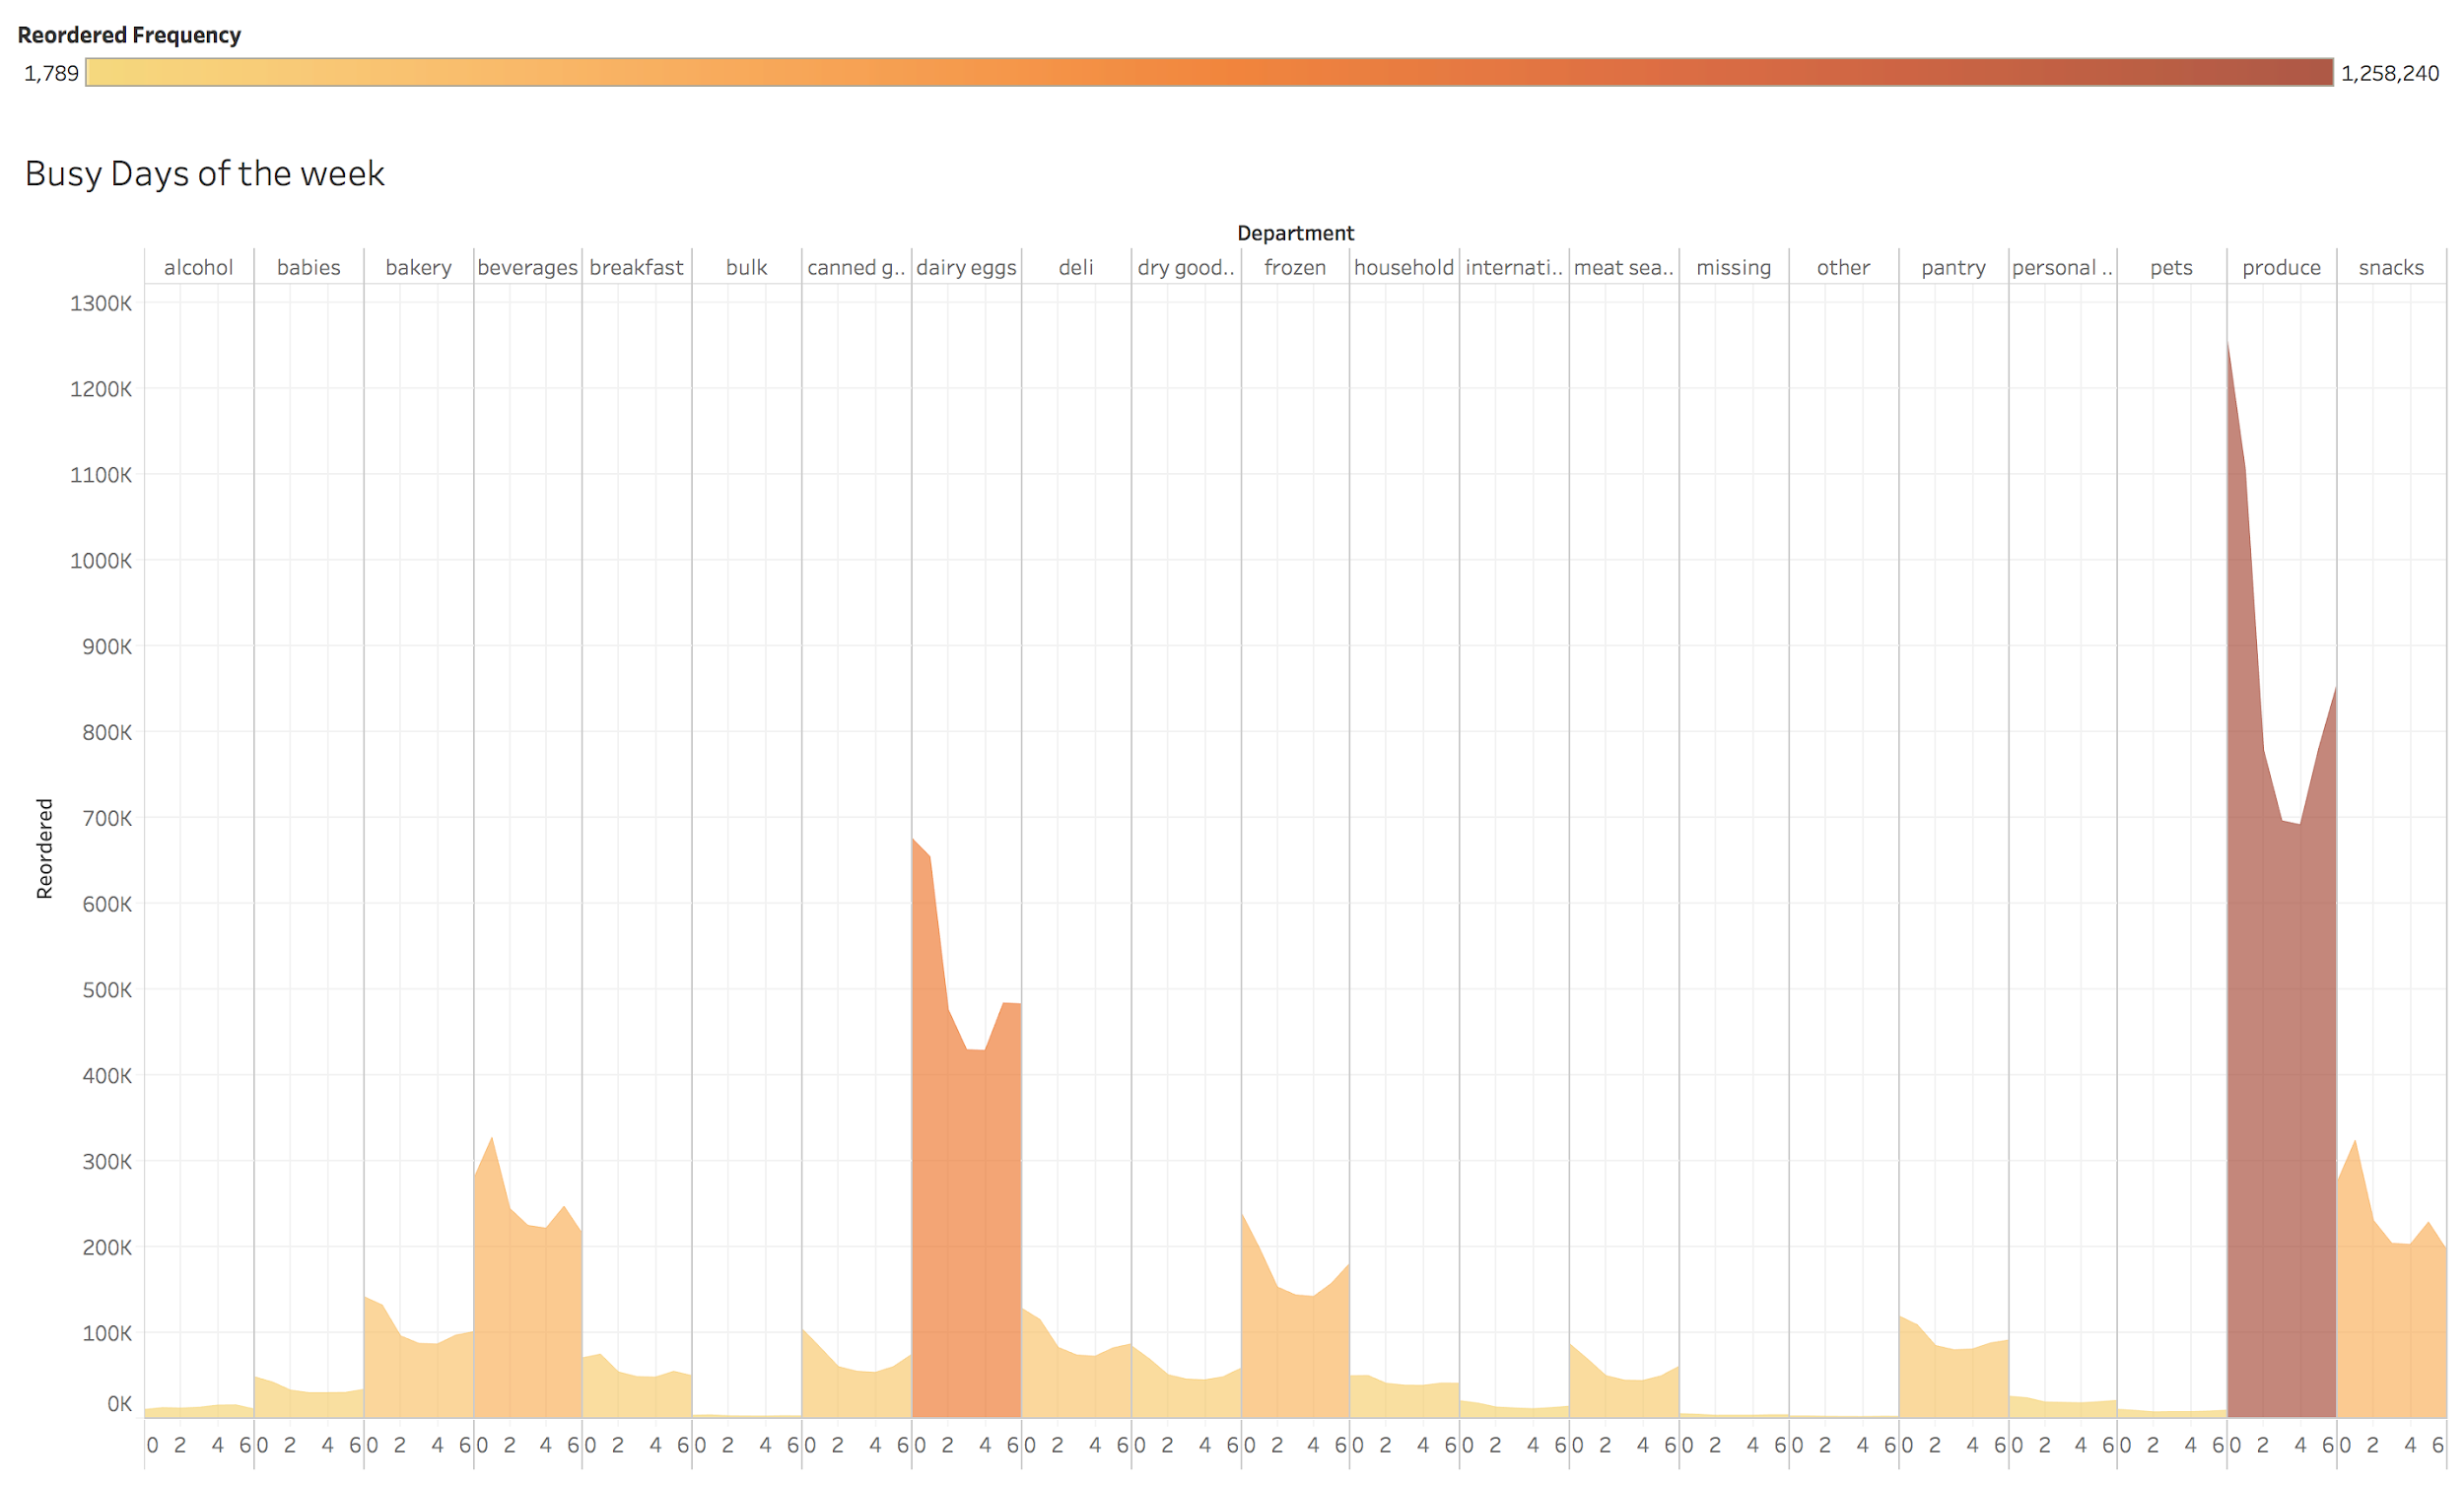 Reordered Frequency
1,789 1,258,240
Busy Days of the week
Department
alcohol babies bakery beverages breakfast bulk canned g.. dairy eggs deli dry good.. frozen household internati.. meat sea.. missing other pantry personal .. pets produce snacks
1300K
1200K
1100K
1000K
900K
800K
700K
600K
500K
400K
300K
200K
100K
0K
Reordered
0 2 4 6 0 2 4 6 0 2 4 6 0 2 4 6 0 2 4 6 0 2 4 6 0 2 4 6 0 2 4 6 0 2 4 6 0 2 4 6 0 2 4 6 0 2 4 6 0 2 4 6 0 2 4 6 0 2 4 6 0 2 4 6 0 2 4 6 0 2 4 6 0 2 4 6 0 2 4 6 0 2 4 6